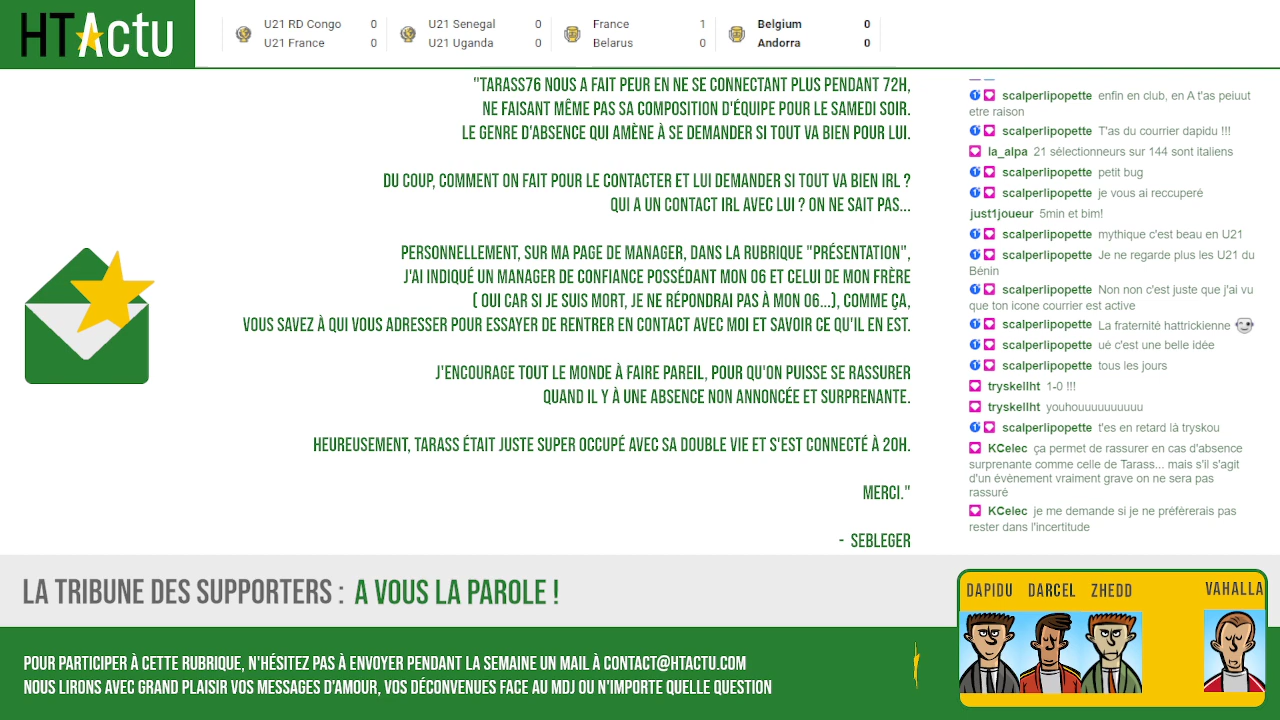 HTActu
U21 RD Congo 0
U21 France 0
U21 Senegal 0
U21 Uganda 0
France 1
Belarus 0
Belgium 0
Andorra 0
"TARASS76 NOUS A FAIT PEUR EN NE SE CONNECTANT PLUS PENDANT 72H,
NE FAISANT MÊME PAS SA COMPOSITION D'ÉQUIPE POUR LE SAMEDI SOIR.
LE GENRE D'ABSENCE QUI AMÈNE À SE DEMANDER SI TOUT VA BIEN POUR LUI.
DU COUP, COMMENT ON FAIT POUR LE CONTACTER ET LUI DEMANDER SI TOUT VA BIEN IRL ?
QUI A UN CONTACT IRL AVEC LUI ? ON NE SAIT PAS...
PERSONNELLEMENT, SUR MA PAGE DE MANAGER, DANS LA RUBRIQUE "PRÉSENTATION",
J'AI INDIQUÉ UN MANAGER DE CONFIANCE POSSÉDANT MON 06 ET CELUI DE MON FRÈRE
( OUI CAR SI JE SUIS MORT, JE NE RÉPONDRAI PAS À MON 06...), COMME ÇA,
VOUS SAVEZ À QUI VOUS ADRESSER POUR ESSAYER DE RENTRER EN CONTACT AVEC MOI ET SAVOIR CE QU'IL EN EST.
J'ENCOURAGE TOUT LE MONDE À FAIRE PAREIL, POUR QU'ON PUISSE SE RASSURER
QUAND IL Y À UNE ABSENCE NON ANNONCÉE ET SURPRENANTE.
HEUREUSEMENT, TARASS ÉTAIT JUSTE SUPER OCCUPÉ AVEC SA DOUBLE VIE ET S'EST CONNECTÉ À 20H.
MERCI."
- SEBLEGER
scalperlipopette enfin en club, en A t'as peiuut
etre raison
scalperlipopette T'as du courrier dapidu !!!
la_alpa 21 sélectionneurs sur 144 sont italiens
scalperlipopette petit bug
scalperlipopette je vous ai reccuperé
just1joueur 5min et bim!
scalperlipopette mythique c'est beau en U21
scalperlipopette Je ne regarde plus les U21 du
Bénin
scalperlipopette Non non c'est juste que j'ai vu
que ton icone courrier est active
scalperlipopette La fraternité hattrickienne
scalperlipopette ué c'est une belle idée
scalperlipopette tous les jours
tryskellht 1-0 !!!
tryskellht youhouuuuuuuuuu
scalperlipopette t'es en retard là tryskou
KCelec ça permet de rassurer en cas d'absence
surprenante comme celle de Tarass... mais s'il s'agit
d'un évènement vraiment grave on ne sera pas
rassuré
KCelec je me demande si je ne préférerais pas
rester dans l'incertitude
LA TRIBUNE DES SUPPORTERS : A VOUS LA PAROLE !
POUR PARTICIPER À CETTE RUBRIQUE, N'HÉSITEZ PAS À ENVOYER PENDANT LA SEMAINE UN MAIL À CONTACT@HTACTU.COM
NOUS LIRONS AVEC GRAND PLAISIR VOS MESSAGES D'AMOUR, VOS DÉCONVENUES FACE AU MDJ OU N'IMPORTE QUELLE QUESTION
DAPIDU DARCEL ZHEDD VAHALLA